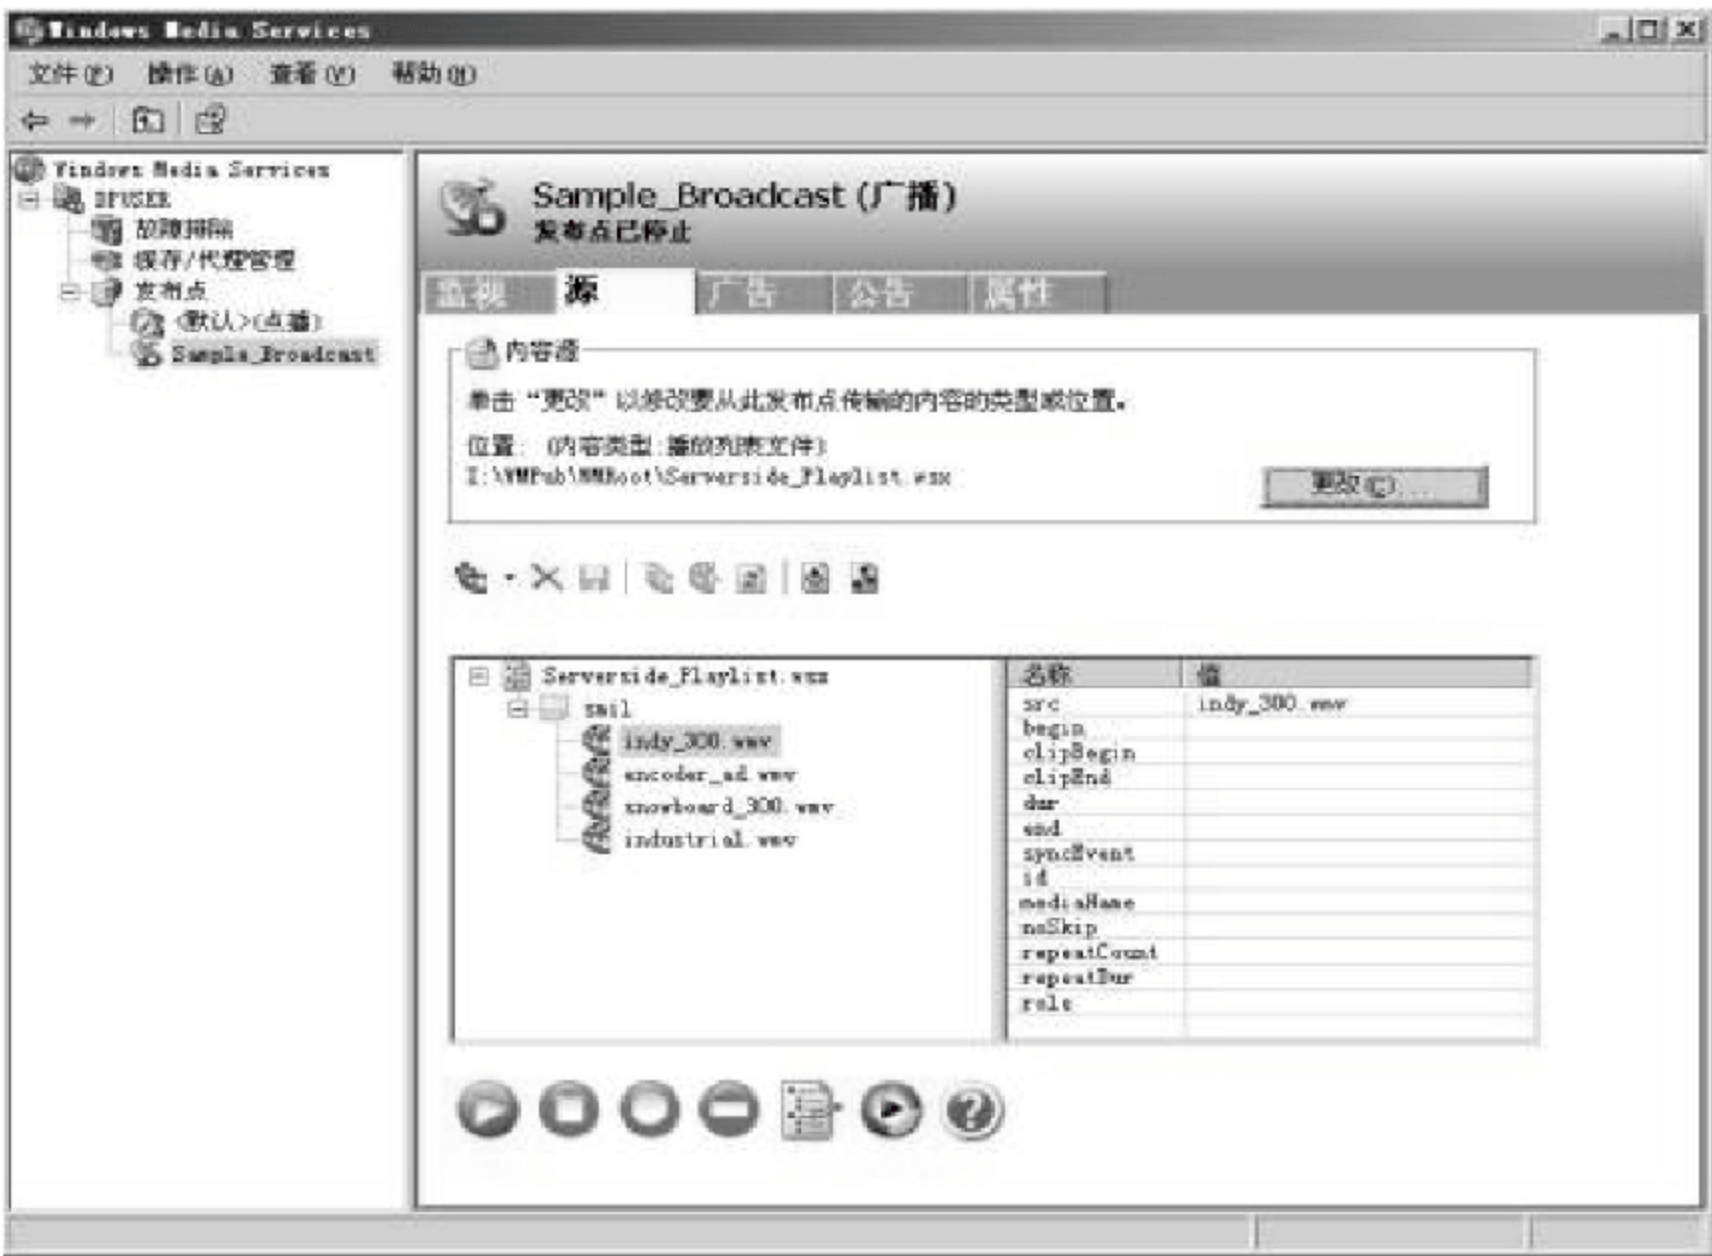 Windows Media Services
文件(F) 操作(A) 查看(V) 帮助(H)
Windows Media Services
故障排除
缓存/代理管理
发布点
<默认>(点播)
Sample_Broadcast
Sample_Broadcast (广播)
发布点已停止
监视 源 广告 公告 属性
内容源
单击“更改”以修改要从此发布点传输的内容的类型或位置。
位置: (内容类型:播放列表文件)
\WMPub\WMRoot\Serverside_Playlist.wsx
更改(C)...
Serverside_Playlist.wsx
smil
indy_300.wmv
encoder_ad.wmv
snowboard_300.wmv
industrial.wmv
名称 值
src indy_300.wmv
begin
clipBegin
clipEnd
dur
end
syncEvent
id
mediaName
noSkip
repeatCount
repeatDur
role